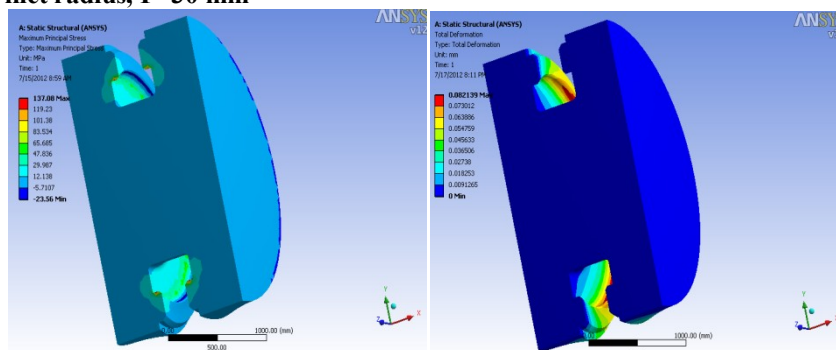 A: Static Structural (ANSYS)
Maximum Principal Stress
Type: Maximum Principal Stress
Unit: MPa
Time: 1
7/15/2012 8:59 AM
137.08 Max
119.23
101.38
83.534
65.685
47.836
29.987
12.138
-5.7107
-23.56 Min
ANSYS
Y
X
Z
1000.00 (mm)
500.00
A: Static Structural (ANSYS)
Total Deformation
Type: Total Deformation
Unit: mm
Time: 1
7/17/2012 8:11 PM
0.082139 Max
0.073012
0.063886
0.054759
0.045633
0.036506
0.02738
0.018253
0.0091265
0 Min
ANSYS
Y
Z
1000.00 (mm)